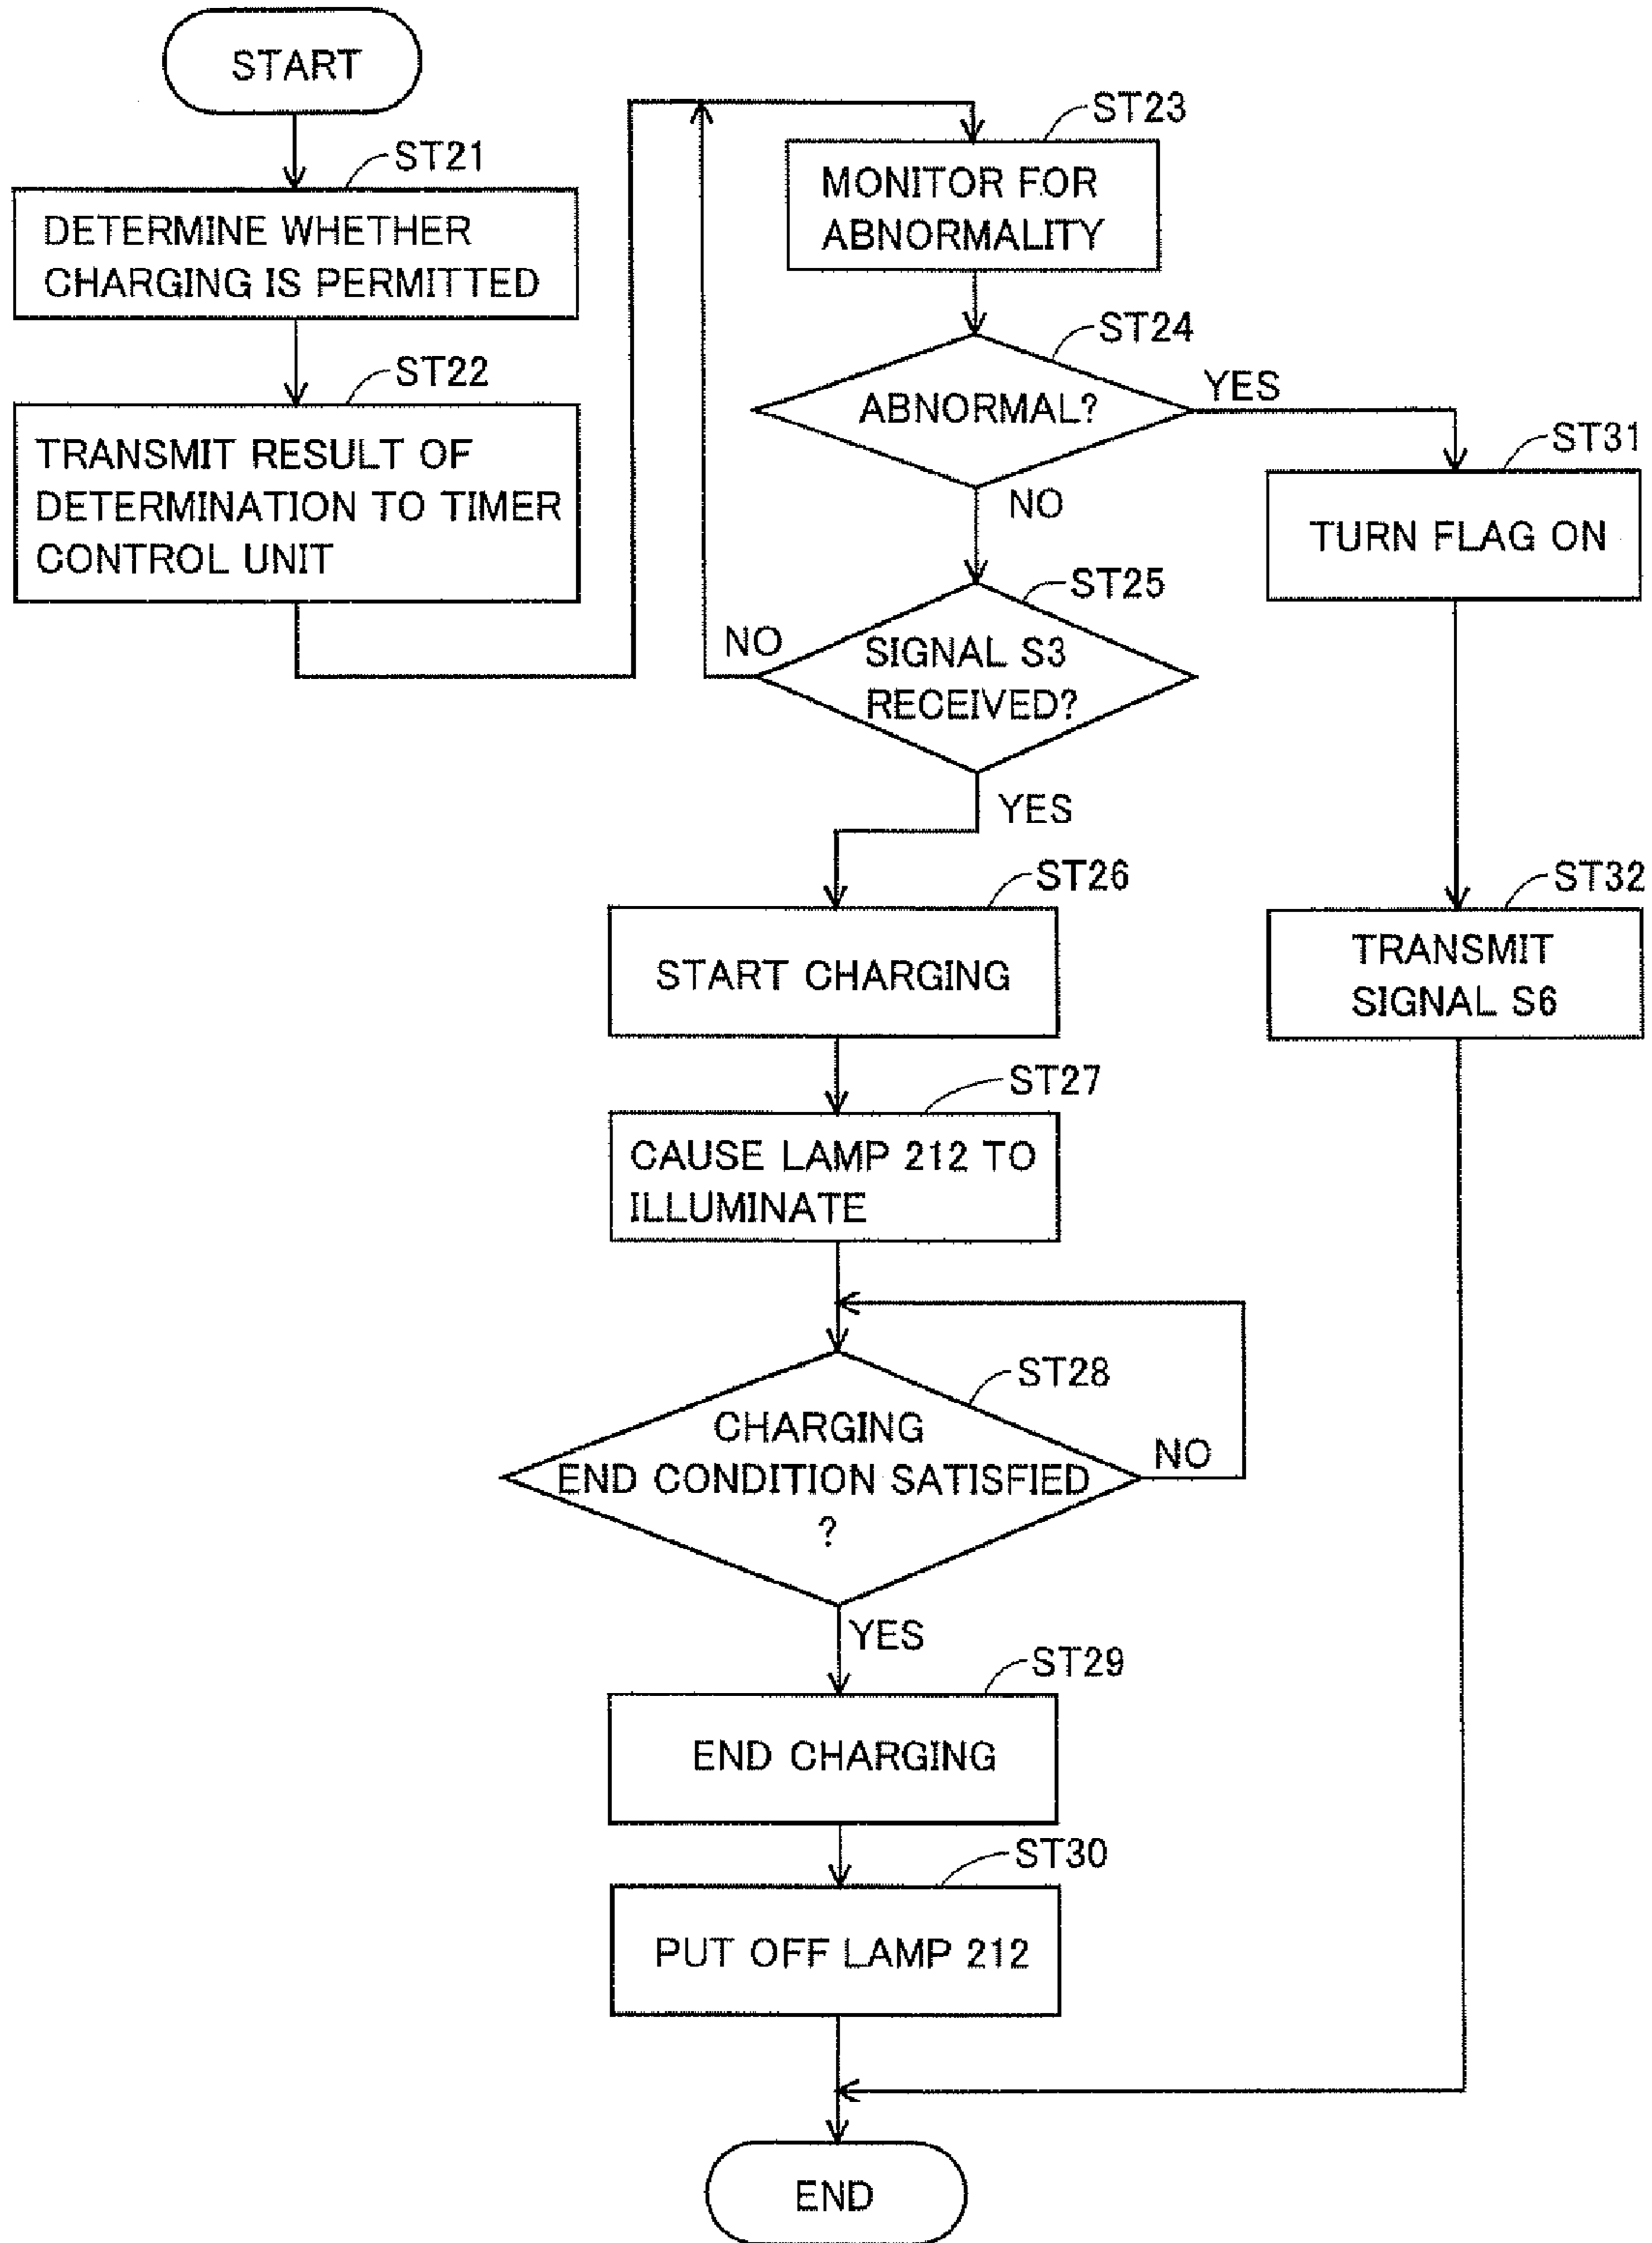 START
ST21
DETERMINE WHETHER
CHARGING IS PERMITTED
ST22
TRANSMIT RESULT OF
DETERMINATION TO TIMER
CONTROL UNIT
ST23
MONITOR FOR
ABNORMALITY
ST24
ABNORMAL?
YES
NO
ST25
SIGNAL S3
RECEIVED?
NO
YES
ST26
START CHARGING
ST27
CAUSE LAMP 212 TO
ILLUMINATE
ST28
CHARGING
END CONDITION SATISFIED
?
NO
YES
ST29
END CHARGING
ST30
PUT OFF LAMP 212
ST31
TURN FLAG ON
ST32
TRANSMIT
SIGNAL S6
END